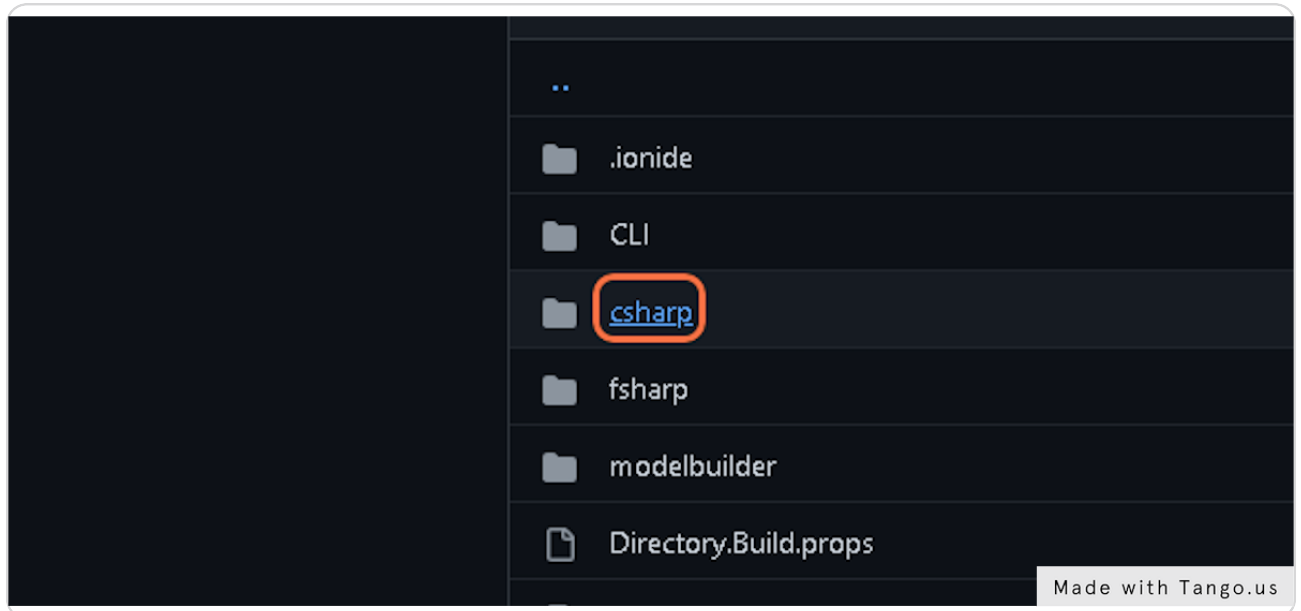 ..
.ionide
CLI
csharp
fsharp
modelbuilder
Directory.Build.props
Made with Tango.us